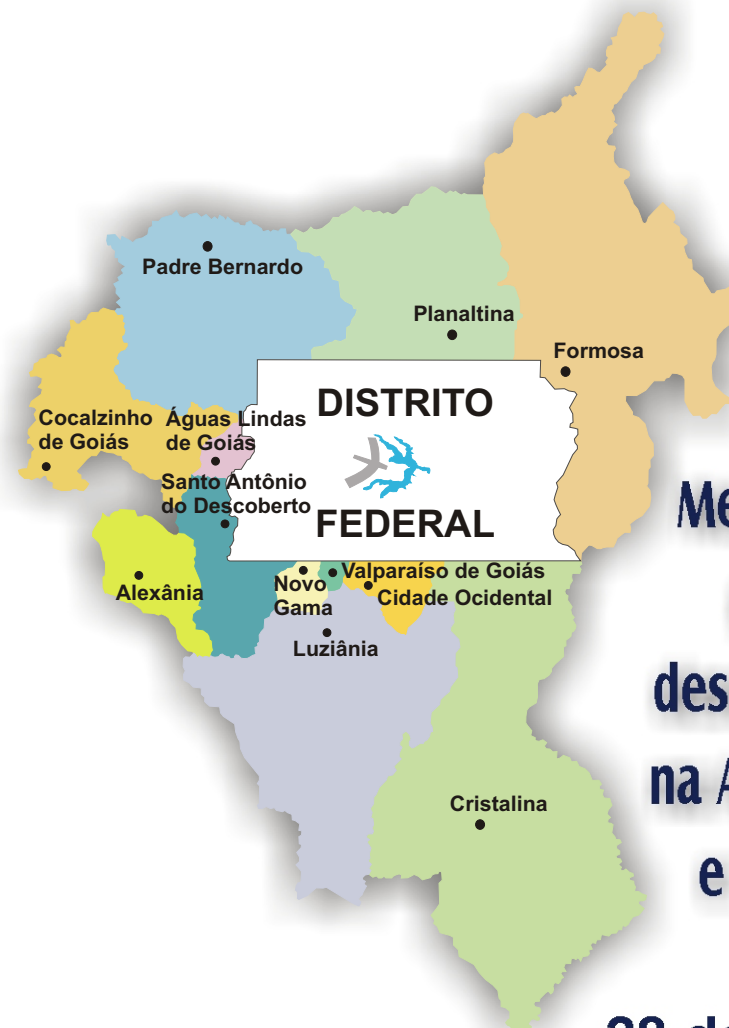 Padre Bernardo
Planaltina
Formosa
DISTRITO
FEDERAL
Cocalzinho
de Goiás
Águas Lindas
de Goiás
Santo Antônio
do Descoberto
Alexânia
Novo
Gama
Valparaíso de Goiás
Cidade Ocidental
Luziânia
Cristalina
na
e